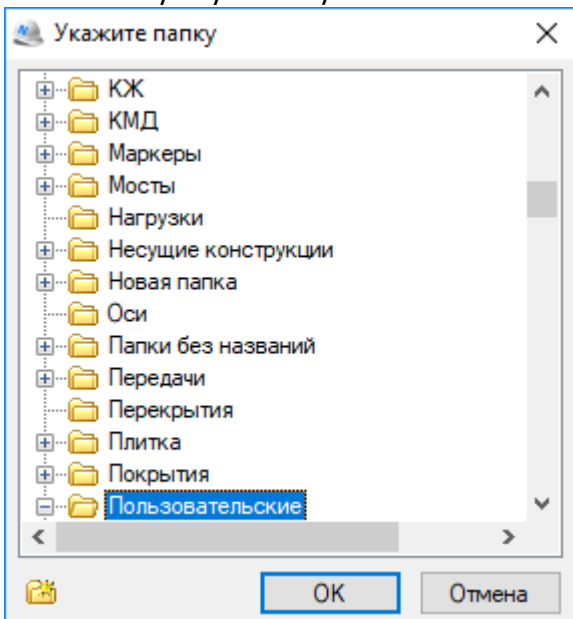 Укажите папку
КЖ
КМД
Маркеры
Мосты
Нагрузки
Несущие конструкции
Новая папка
Оси
Папки без названий
Передачи
Перекрытия
Плитка
Покрытия
Пользовательские
ОК
Отмена